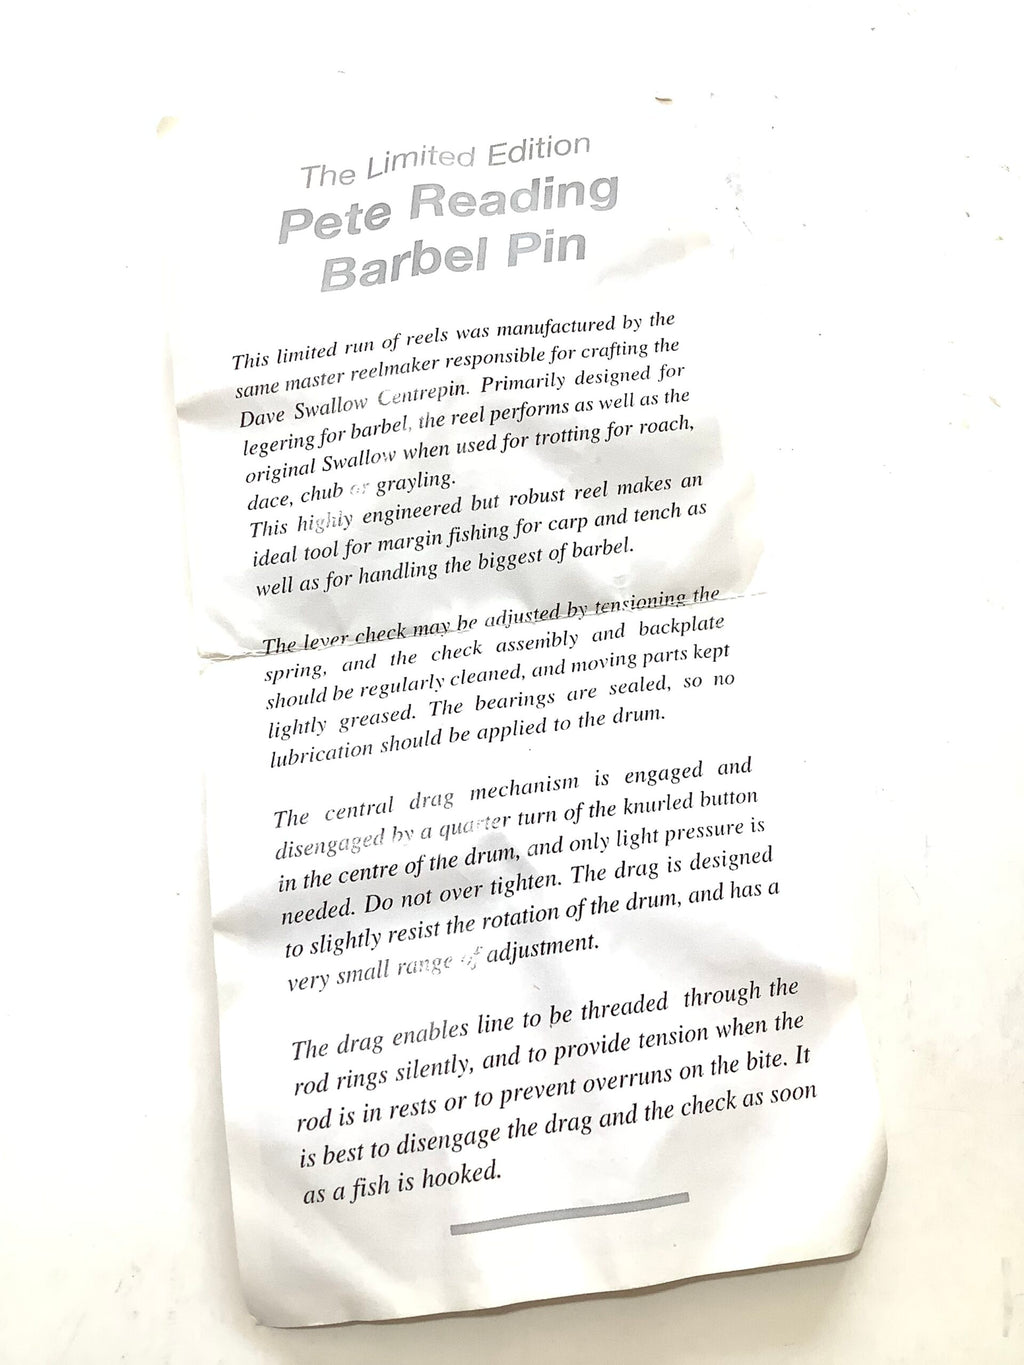 The Limited Edition
Pete Reading
Barbel Pin
This limited run of reels was manufactured by the
same master reelmaker responsible for crafting the
Dave Swallow Centrepin. Primarily designed for
legering for barbel, the reel performs as well as the
original Swallow when used for trotting for roach,
dace, chub or grayling.
This highly engineered but robust reel makes an
ideal tool for margin fishing for carp and tench as
well as for handling the biggest of barbel.
The lever check may be adjusted by tensioning the
spring, and the check assembly and backplate
should be regularly cleaned, and moving parts kept
lightly greased. The bearings are sealed, so no
lubrication should be applied to the drum.
The central drag mechanism is engaged and
disengaged by a quarter turn of the knurled button
in the centre of the drum, and only light pressure is
needed. Do not over tighten. The drag is designed
to slightly resist the rotation of the drum, and has a
very small range of adjustment.
The drag enables line to be threaded through the
rod rings silently, and to provide tension when the
rod is in rests or to prevent overruns on the bite. It
is best to disengage the drag and the check as soon
as a fish is hooked.